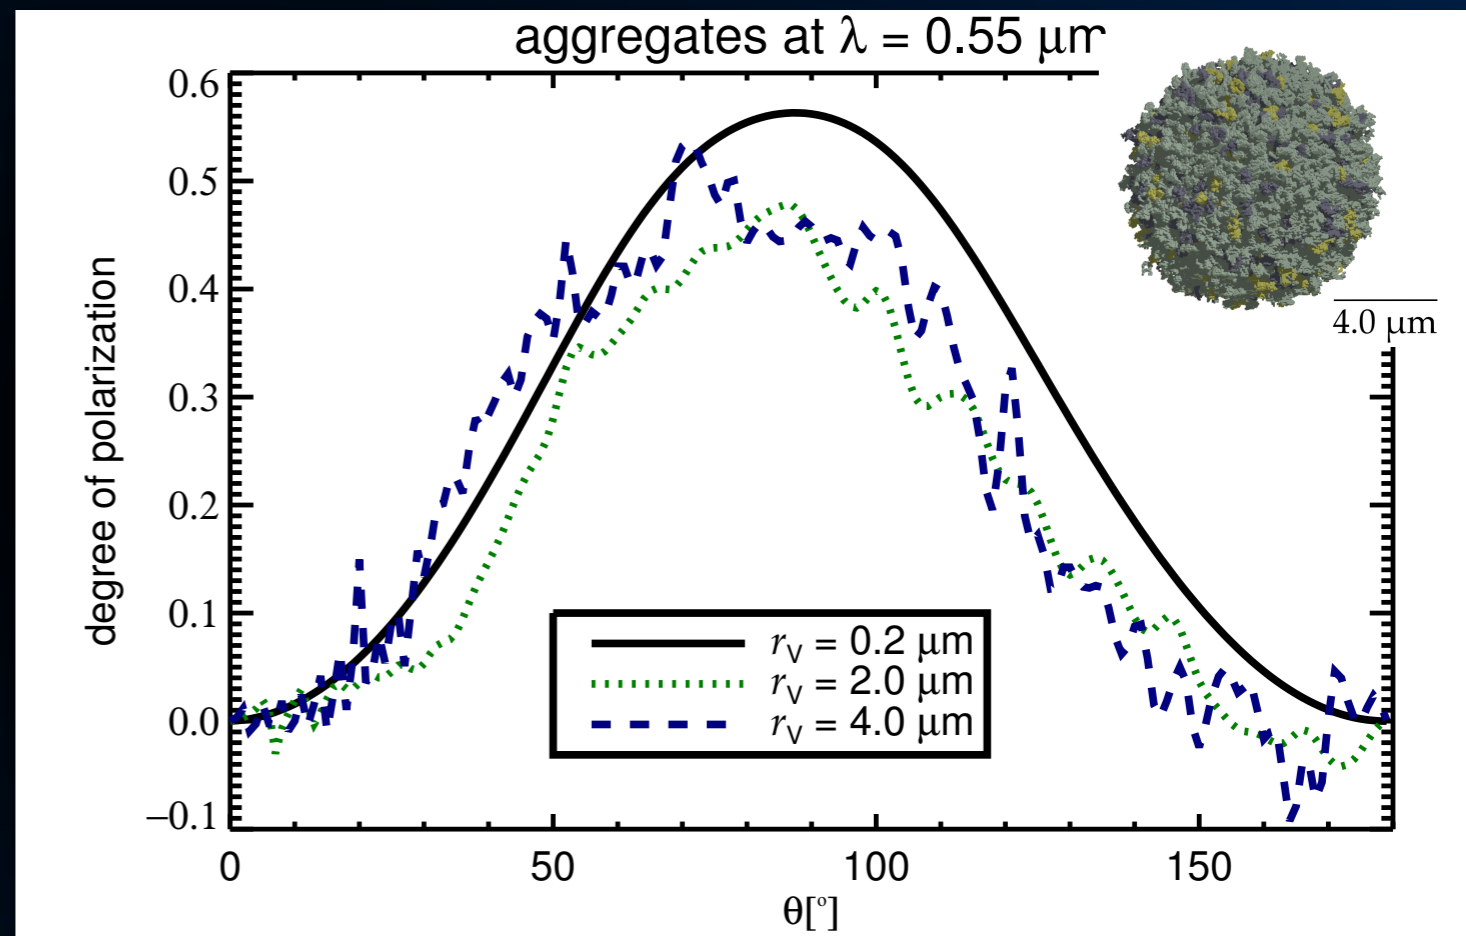 aggregates at λ = 0.55 μm
0.6
0.5
0.4
0.3
0.2
0.1
0.0
−0.1
degree of polarization
4.0 μm
r_V = 0.2 μm
r_V = 2.0 μm
r_V = 4.0 μm
0 50 100 150
θ[°]